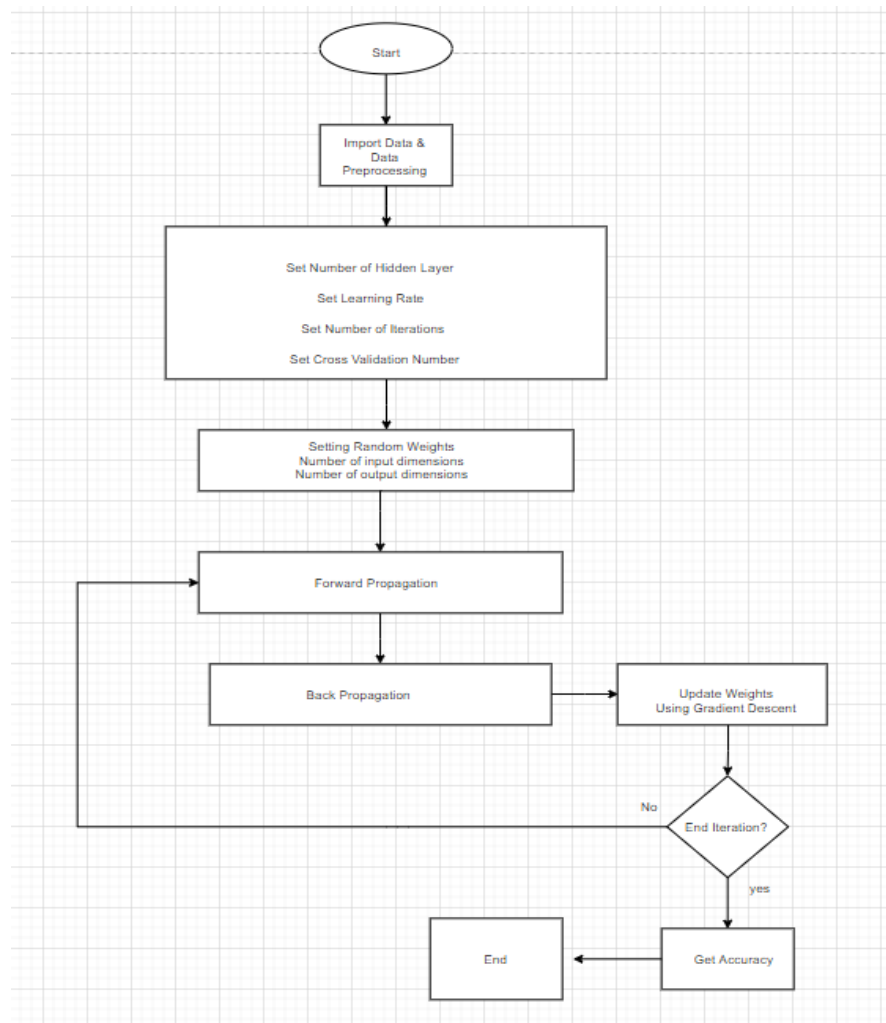 Start
Import Data &
Data
Preprocessing
Set Number of Hidden Layer
Set Learning Rate
Set Number of Iterations
Set Cross Validation Number
Setting Random Weights
Number of input dimensions
Number of output dimensions
Forward Propagation
Back Propagation
Update Weights
Using Gradient Descent
No
End Iteration?
yes
Get Accuracy
End